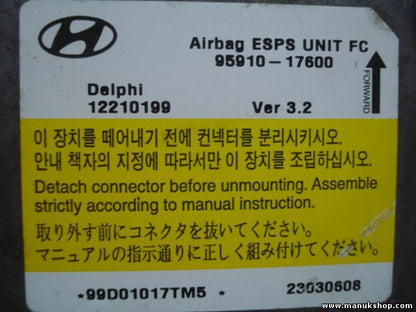 Airbag ESPS UNIT FC
95910-17600
FORWARD
Delphi
12210199
Ver 3.2
이 장치를 떼어내기 전에 컨넥터를 분리시키시오.
안내 책자의 지정에 따라서만 이 장치를 조립하십시오.
Detach connector before unmounting. Assemble
strictly according to manual instruction.
取り外す前にコネクタを抜いてください。
マニュアルの指示通りに正しく組み付けてください。
*99D01017TM5*
23030608
www.manukshop.com